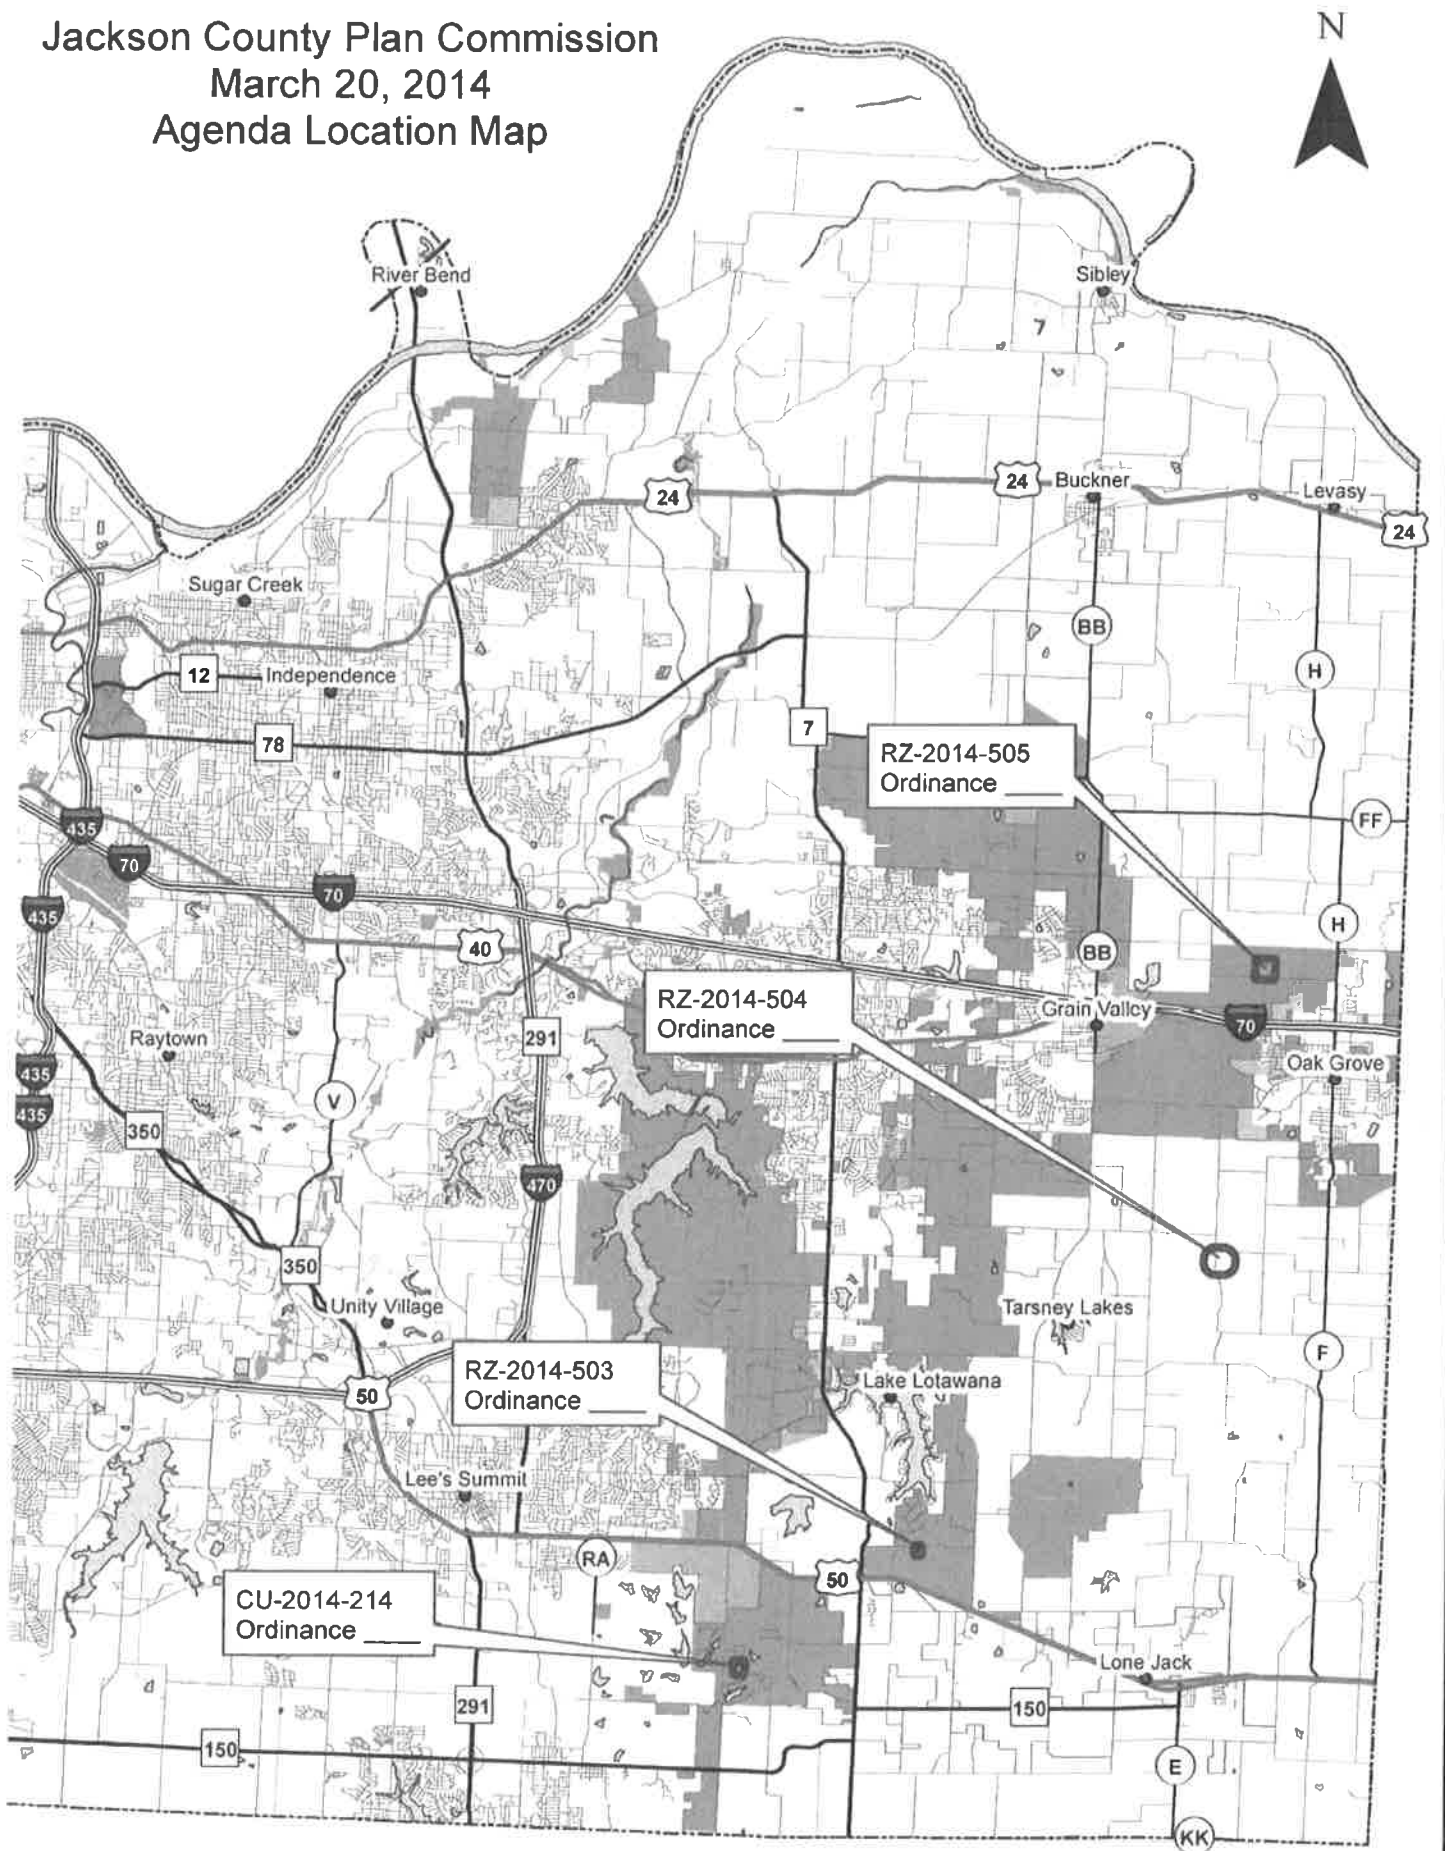 Jackson County Plan Commission
March 20, 2014
Agenda Location Map
N
River Bend
Sibley
24
24
Buckner
Levasy
24
Sugar Creek
BB
12
Independence
H
7
78
RZ-2014-505
Ordinance ____
FF
435
70
70
435
H
40
BB
RZ-2014-504
Ordinance ____
Grain Valley
70
291
Raytown
Oak Grove
435
V
435
350
470
350
Unity Village
Tarsney Lakes
F
RZ-2014-503
Ordinance ____
50
Lake Lotawana
Lee's Summit
RA
50
CU-2014-214
Ordinance ____
Lone Jack
291
150
150
E
KK